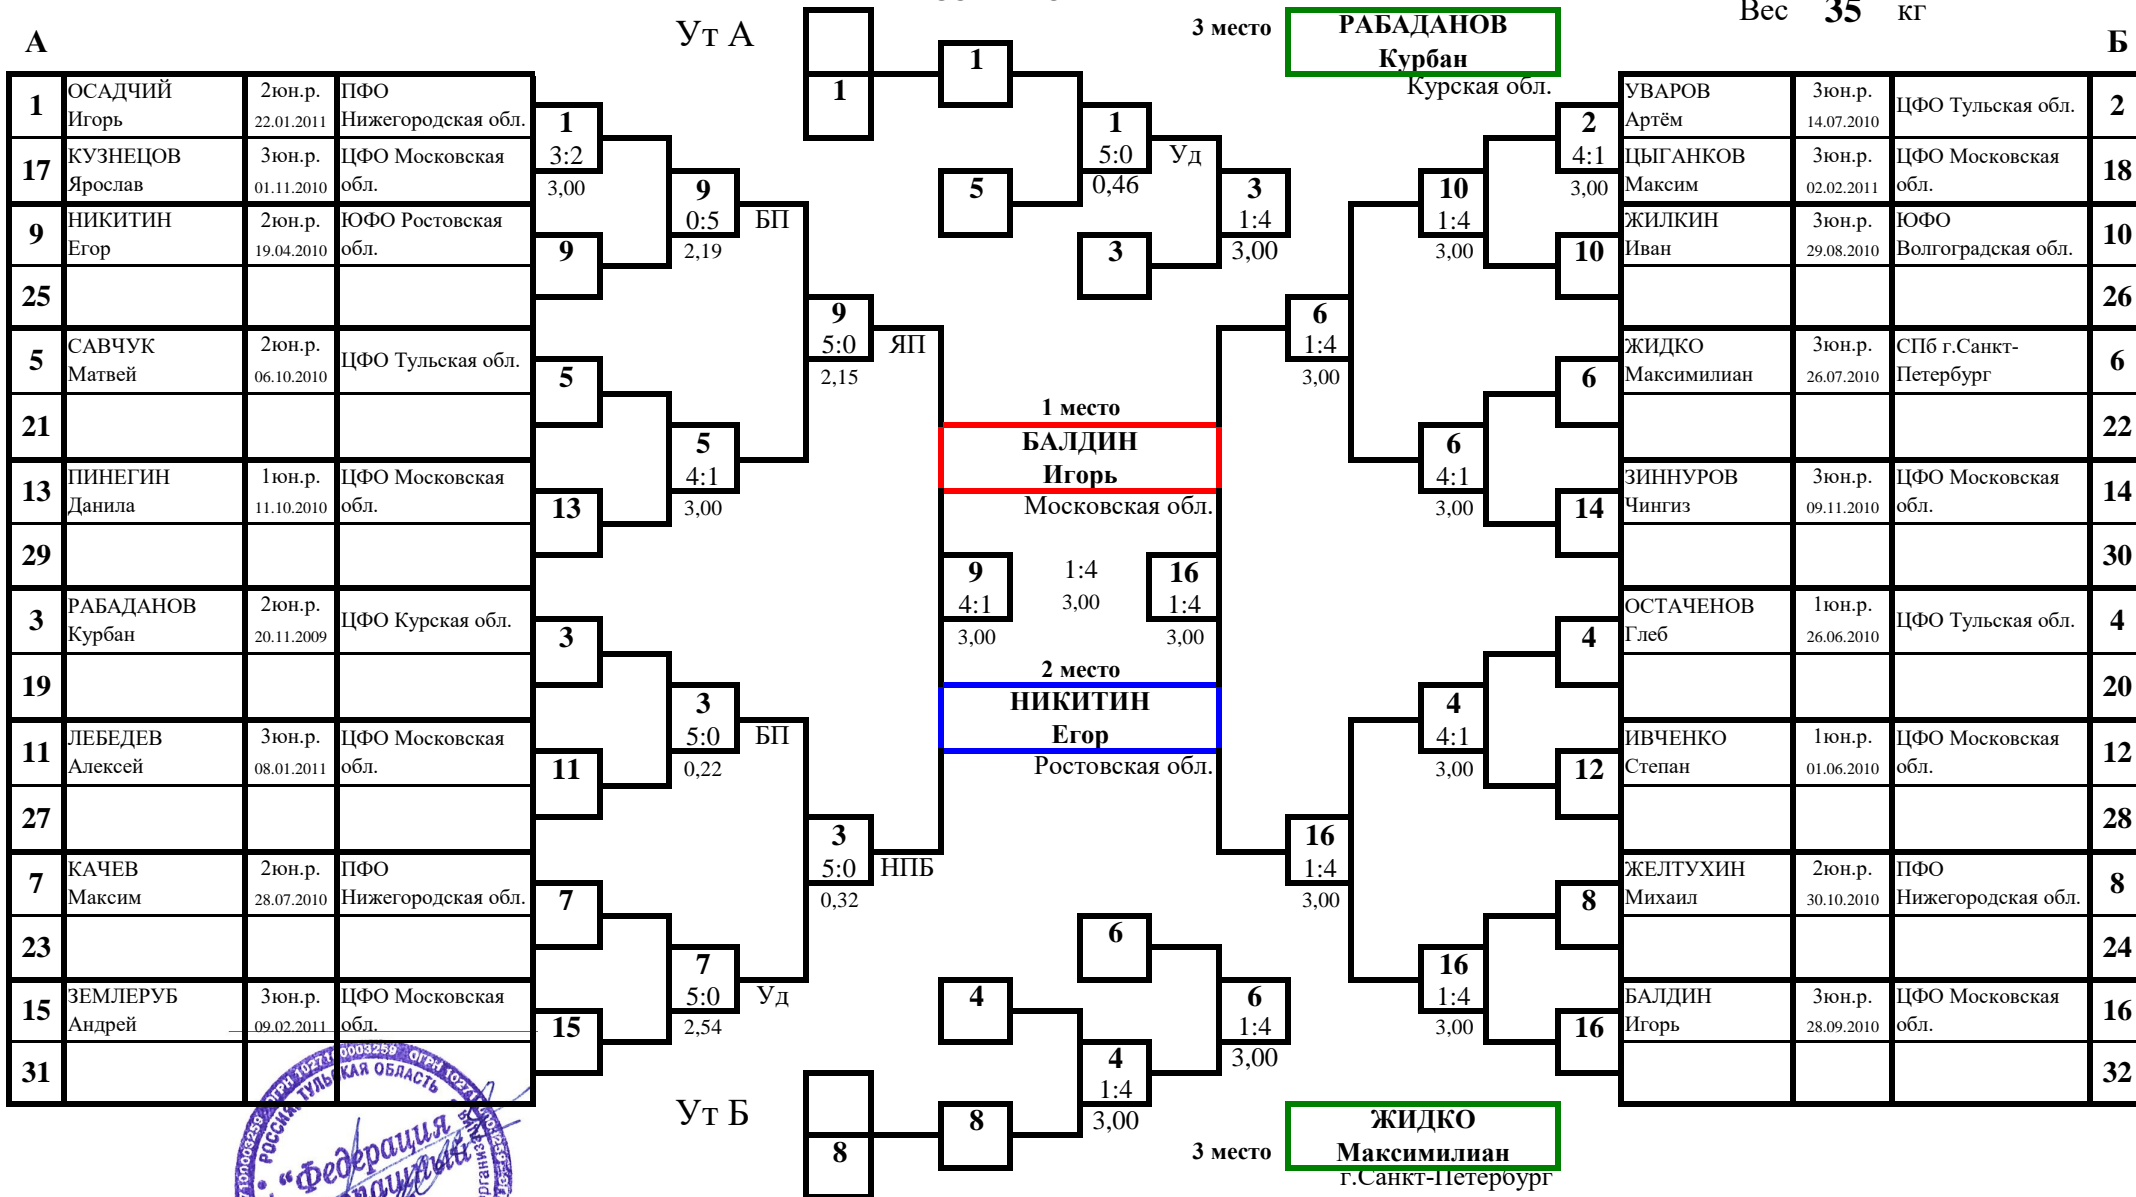 Ут А
3 место
РАБАДАНОВ
Курбан
Курская обл.
Вес 35 кг
А
Б
1 ОСАДЧИЙ Игорь 2юн.р. 22.01.2011 ПФО Нижегородская обл.
17 КУЗНЕЦОВ Ярослав 3юн.р. 01.11.2010 ЦФО Московская обл.
9 НИКИТИН Егор 2юн.р. 19.04.2010 ЮФО Ростовская обл.
25
5 САВЧУК Матвей 2юн.р. 06.10.2010 ЦФО Тульская обл.
21
13 ПИНЕГИН Данила 1юн.р. 11.10.2010 ЦФО Московская обл.
29
3 РАБАДАНОВ Курбан 2юн.р. 20.11.2009 ЦФО Курская обл.
19
11 ЛЕБЕДЕВ Алексей 3юн.р. 08.01.2011 ЦФО Московская обл.
27
7 КАЧЕВ Максим 2юн.р. 28.07.2010 ПФО Нижегородская обл.
23
15 ЗЕМЛЕРУБ Андрей 3юн.р. 09.02.2011 ЦФО Московская обл.
31
1
3:2
3,00
9
5
13
3
11
7
15
9
0:5
2,19
БП
5
4:1
3,00
3
5:0
0,22
БП
7
5:0
2,54
Уд
9
5:0
2,15
ЯП
3
5:0
0,32
НПБ
1
1
5
1
5:0
0,46
Уд
3
3
1:4
3,00
1 место
БАЛДИН
Игорь
Московская обл.
9
4:1
3,00
1:4
3,00
16
1:4
3,00
2 место
НИКИТИН
Егор
Ростовская обл.
6
4
8
8
4
1:4
3,00
6
1:4
3,00
6
1:4
3,00
16
1:4
3,00
10
1:4
3,00
6
4:1
3,00
4
4:1
3,00
16
1:4
3,00
2
4:1
3,00
10
6
14
4
12
8
16
УВАРОВ Артём 3юн.р. 14.07.2010 ЦФО Тульская обл. 2
ЦЫГАНКОВ Максим 3юн.р. 02.02.2011 ЦФО Московская обл. 18
ЖИЛКИН Иван 3юн.р. 29.08.2010 ЮФО Волгоградская обл. 10
26
ЖИДКО Максимилиан 3юн.р. 26.07.2010 СПб г.Санкт-Петербург 6
22
ЗИННУРОВ Чингиз 3юн.р. 09.11.2010 ЦФО Московская обл. 14
30
ОСТАЧЕНОВ Глеб 1юн.р. 26.06.2010 ЦФО Тульская обл. 4
20
ИВЧЕНКО Степан 1юн.р. 01.06.2010 ЦФО Московская обл. 12
28
ЖЕЛТУХИН Михаил 2юн.р. 30.10.2010 ПФО Нижегородская обл. 8
24
БАЛДИН Игорь 3юн.р. 28.09.2010 ЦФО Московская обл. 16
32
Ут Б
3 место
ЖИДКО
Максимилиан
г.Санкт-Петербург
РОССИЯ, ТУЛЬСКАЯ ОБЛАСТЬ
"Федерация